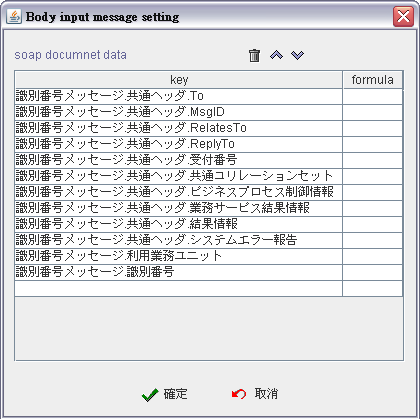 Body input message setting
soap documnet data
key formula
識別番号メッセージ.共通ヘッダ.To
識別番号メッセージ.共通ヘッダ.MsgID
識別番号メッセージ.共通ヘッダ.RelatesTo
識別番号メッセージ.共通ヘッダ.ReplyTo
識別番号メッセージ.共通ヘッダ.受付番号
識別番号メッセージ.共通ヘッダ.共通コリレーションセット
識別番号メッセージ.共通ヘッダ.ビジネスプロセス制御情報
識別番号メッセージ.共通ヘッダ.業務サービス結果情報
識別番号メッセージ.共通ヘッダ.結果情報
識別番号メッセージ.共通ヘッダ.システムエラー報告
識別番号メッセージ.利用業務ユニット
識別番号メッセージ.識別番号
確定 取消